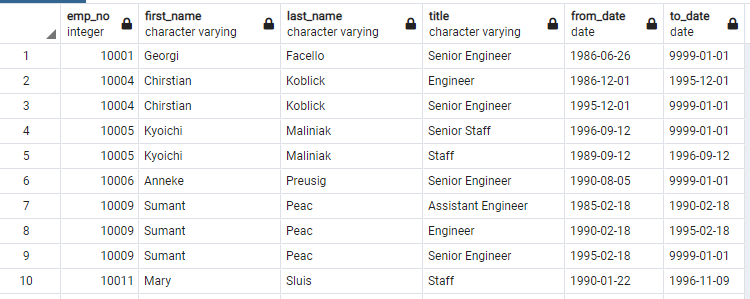 emp_no first_name last_name title from_date to_date
integer character varying character varying character varying date date
1 10001 Georgi Facello Senior Engineer 1986-06-26 9999-01-01
2 10004 Chirstian Koblick Engineer 1986-12-01 1995-12-01
3 10004 Chirstian Koblick Senior Engineer 1995-12-01 9999-01-01
4 10005 Kyoichi Maliniak Senior Staff 1996-09-12 9999-01-01
5 10005 Kyoichi Maliniak Staff 1989-09-12 1996-09-12
6 10006 Anneke Preusig Senior Engineer 1990-08-05 9999-01-01
7 10009 Sumant Peac Assistant Engineer 1985-02-18 1990-02-18
8 10009 Sumant Peac Engineer 1990-02-18 1995-02-18
9 10009 Sumant Peac Senior Engineer 1995-02-18 9999-01-01
10 10011 Mary Sluis Staff 1990-01-22 1996-11-09